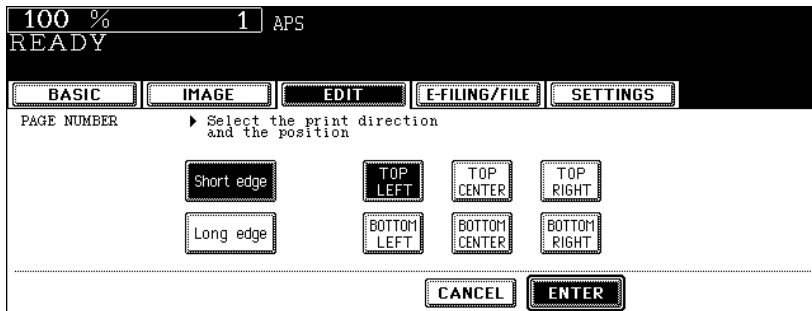 100 % 1 APS
READY
BASIC IMAGE EDIT E-FILING/FILE SETTINGS
PAGE NUMBER Select the print direction
and the position
Short edge TOP LEFT TOP CENTER TOP RIGHT
Long edge BOTTOM LEFT BOTTOM CENTER BOTTOM RIGHT
CANCEL ENTER